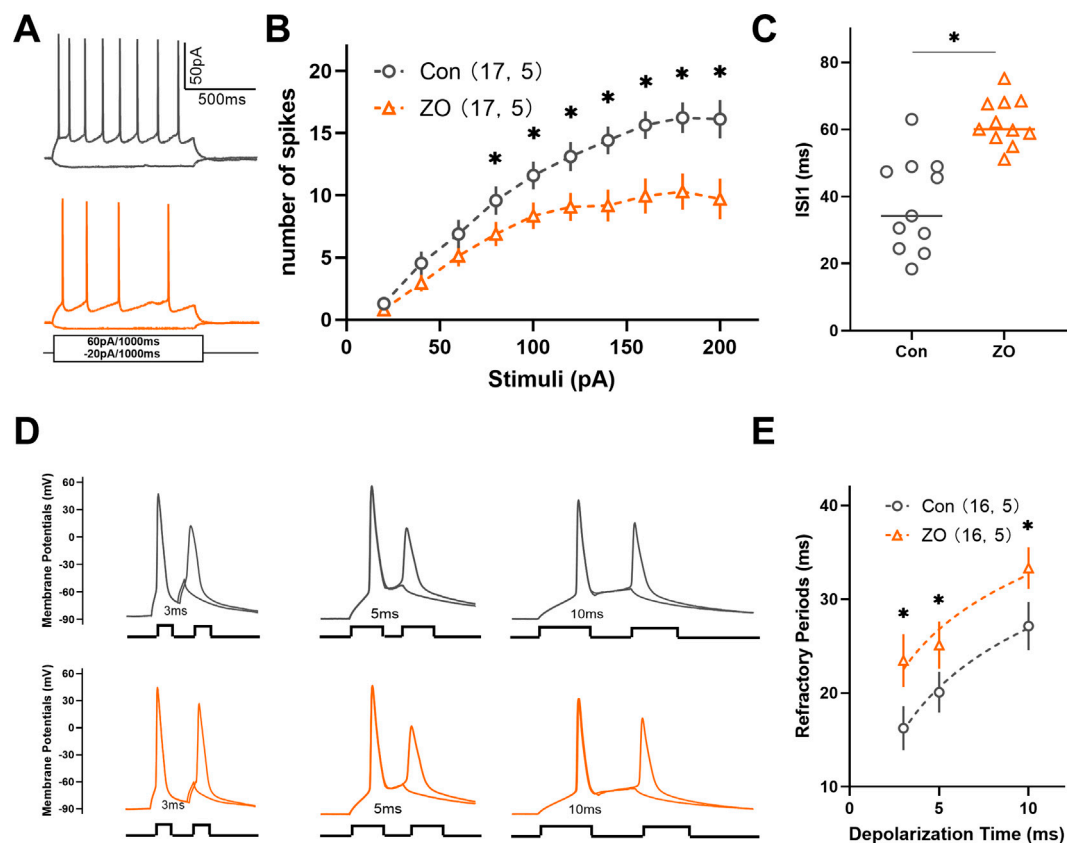 A
50pA
500ms
60pA/1000ms
-20pA/1000ms
B
number of spikes
20
15
10
5
0
Con (17, 5)
ZO (17, 5)
* * * * * * *
0 50 100 150 200
Stimuli (pA)
C
*
ISI1 (ms)
80
60
40
20
0
Con ZO
D
Membrane Potentials (mV)
60
30
0
-30
-60
-90
3ms
5ms
10ms
Membrane Potentials (mV)
60
30
0
-30
-60
-90
3ms
5ms
10ms
E
Refractory Periods (ms)
40
30
20
10
Con (16, 5)
ZO (16, 5)
* * *
0 5 10
Depolarization Time (ms)